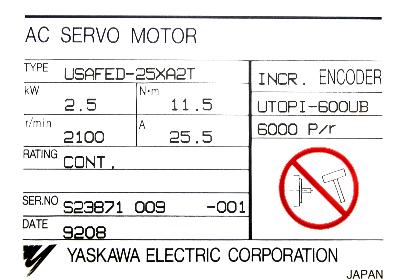 AC SERVO MOTOR
TYPE USAFED-25XA2T
kW 2.5 N·m 11.5
r/min 2100 A 25.5
RATING CONT.
SER.NO S23871 009 -001
DATE 9208
INCR. ENCODER
UTOPI-600UB
6000 P/r
YASKAWA ELECTRIC CORPORATION
JAPAN